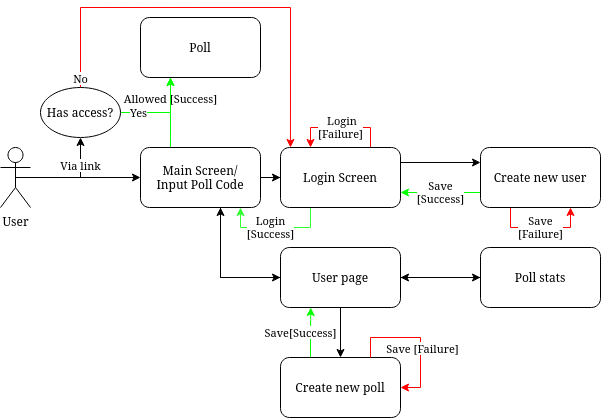 Poll
No
Allowed [Success]
Has access?
Yes
Login
[Failure]
Via link
Main Screen/
Input Poll Code
Login Screen
Create new user
Save
[Success]
User
Login
[Success]
Save
[Failure]
User page
Poll stats
Save[Success]
Save [Failure]
Create new poll